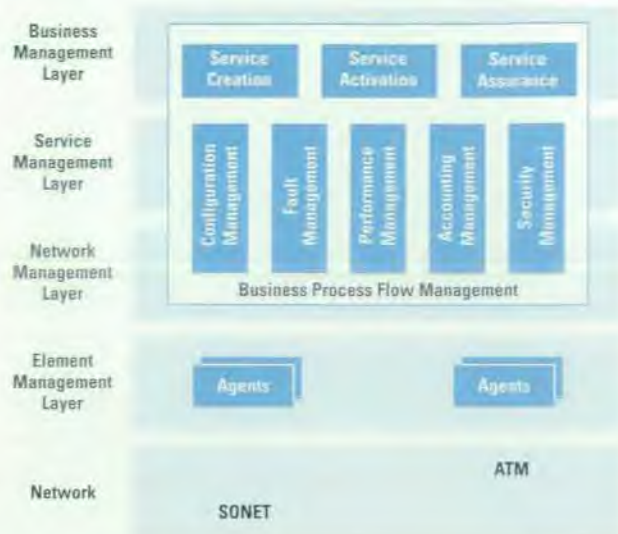 Business
Management
Layer
Service
Creation
Service
Activation
Service
Assurance
Service
Management
Layer
Configuration
Management
Fault
Management
Performance
Management
Accounting
Management
Security
Management
Network
Management
Layer
Business Process Flow Management
Element
Management
Layer
Agents
Agents
Network
ATM
SONET